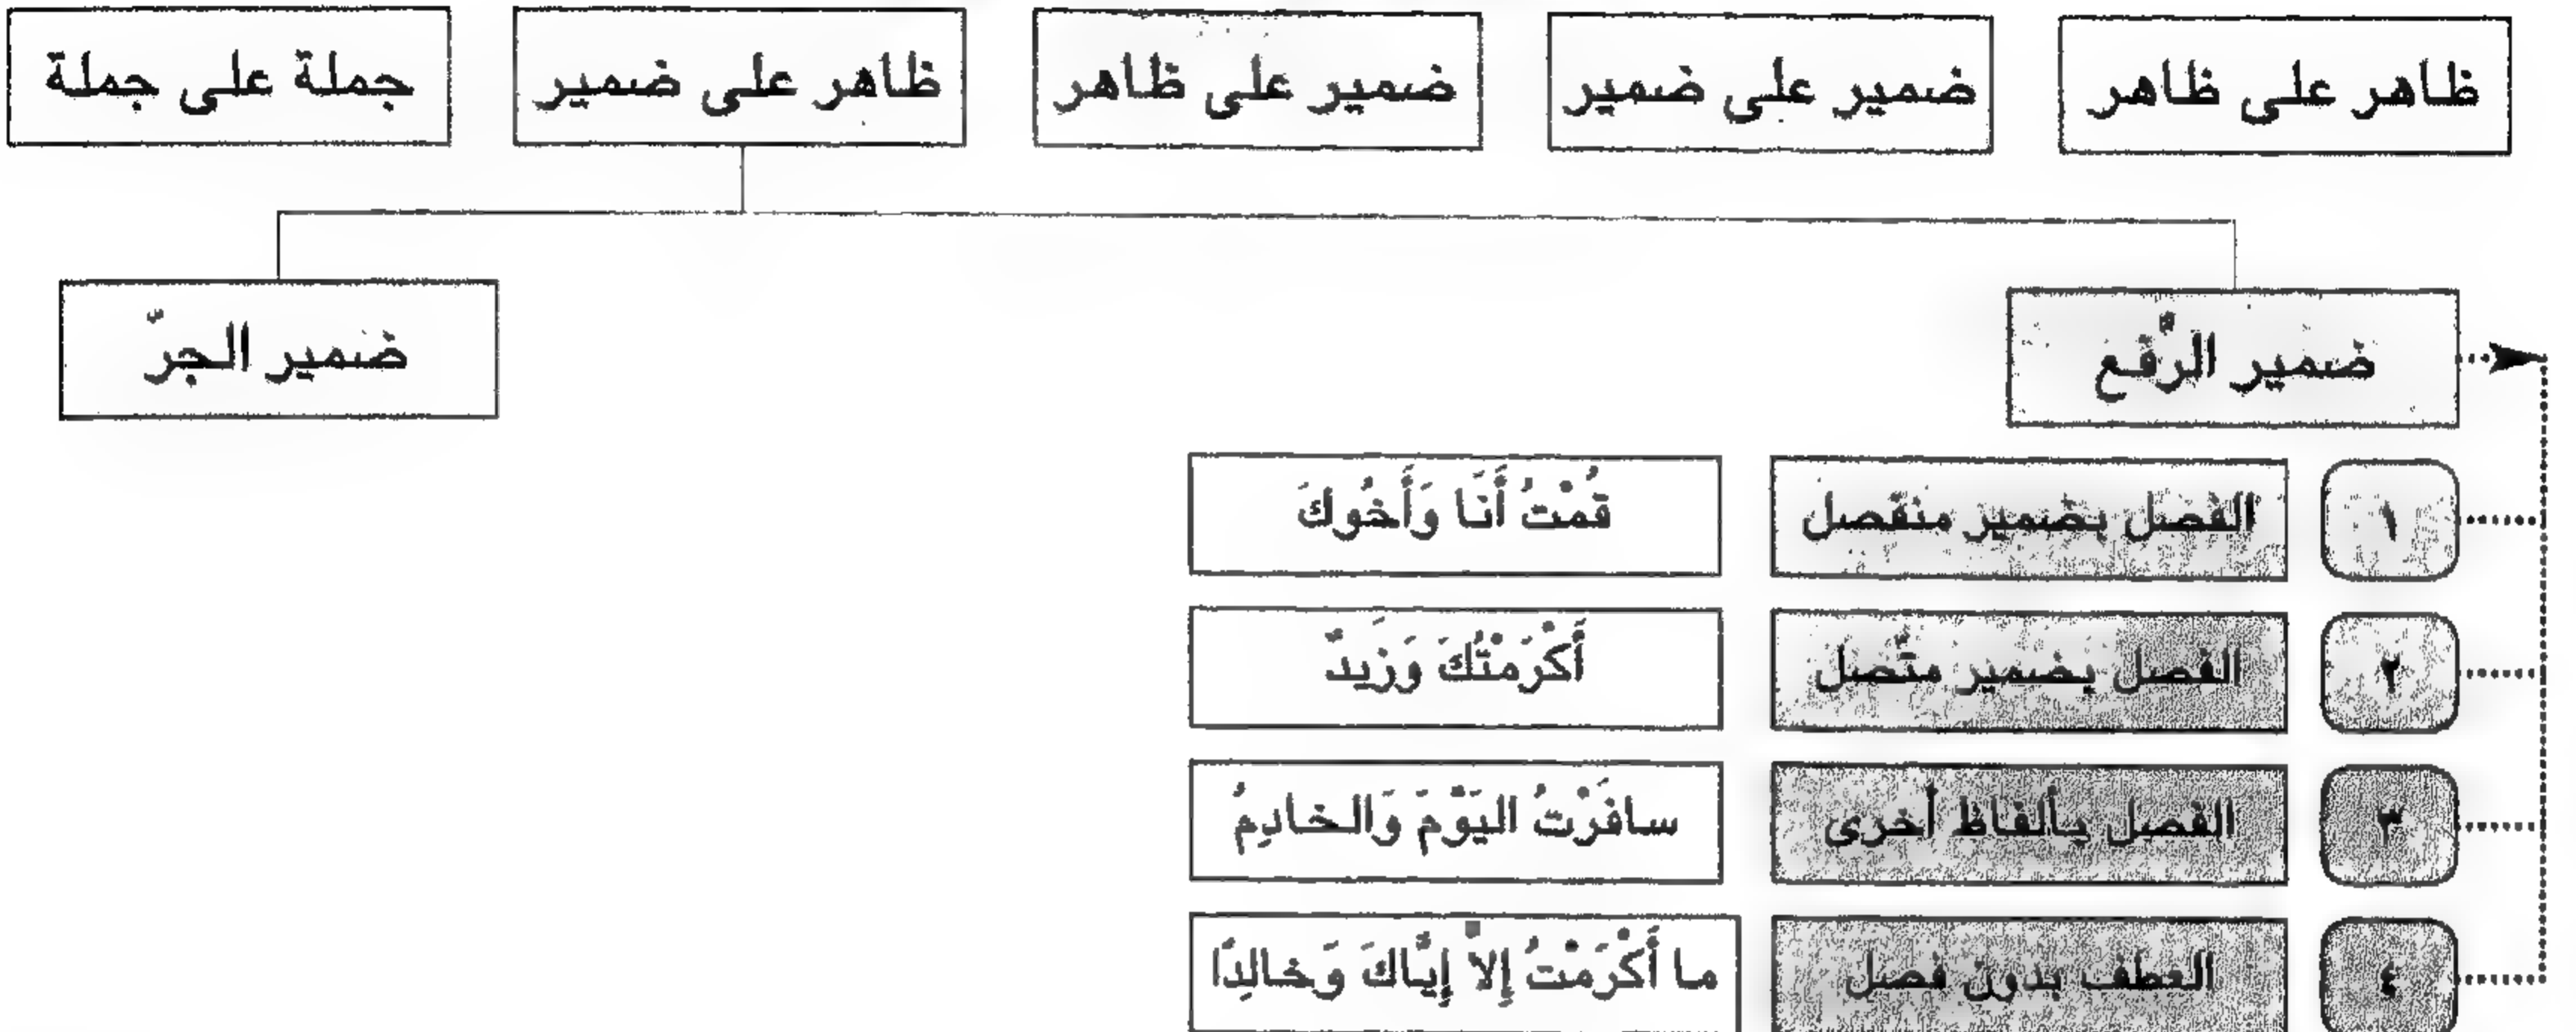 ظاهر على ظاهر
ضمير على ضمير
ضمير على ظاهر
ظاهر على ضمير
جملة على جملة
ضمير الرَّفع
ضمير الجرّ
١
الفصل بضمير منفصل
قُمْتُ أَنَا وَأَخُوكَ
٢
الفصل بضمير متّصل
أَكْرَمْتُكَ وَزَيدٌ
٣
الفصل بألفاظ أخرى
سافَرْتُ اليَوْمَ وَالخادِمُ
٤
العطف بدون فصل
ما أَكْرَمْتُ إِلاَّ إِيَّاكَ وَخالِدًا